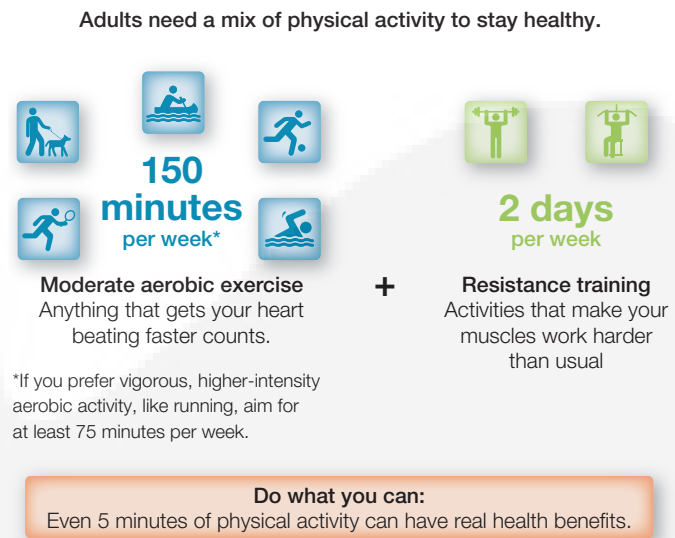 Adults need a mix of physical activity to stay healthy.
150
minutes
per week*
Moderate aerobic exercise
Anything that gets your heart
beating faster counts.
*If you prefer vigorous, higher-intensity
aerobic activity, like running, aim for
at least 75 minutes per week.
+
2 days
per week
Resistance training
Activities that make your
muscles work harder
than usual
Do what you can:
Even 5 minutes of physical activity can have real health benefits.